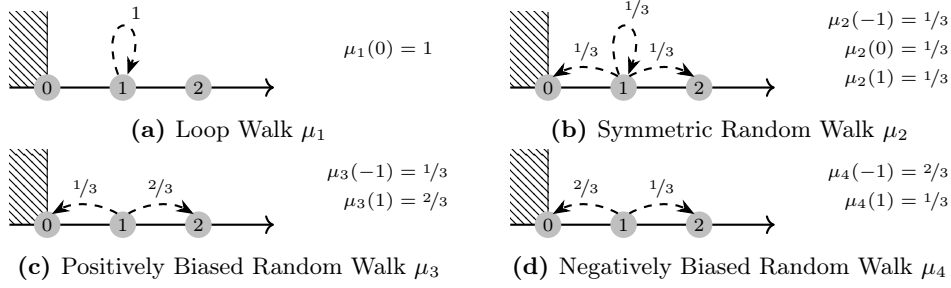 1
μ₁(0) = 1
0 1 2
(a) Loop Walk μ₁
1/3
1/3 1/3
μ₂(−1) = 1/3
μ₂(0) = 1/3
μ₂(1) = 1/3
0 1 2
(b) Symmetric Random Walk μ₂
1/3 2/3
μ₃(−1) = 1/3
μ₃(1) = 2/3
0 1 2
(c) Positively Biased Random Walk μ₃
2/3 1/3
μ₄(−1) = 2/3
μ₄(1) = 1/3
0 1 2
(d) Negatively Biased Random Walk μ₄